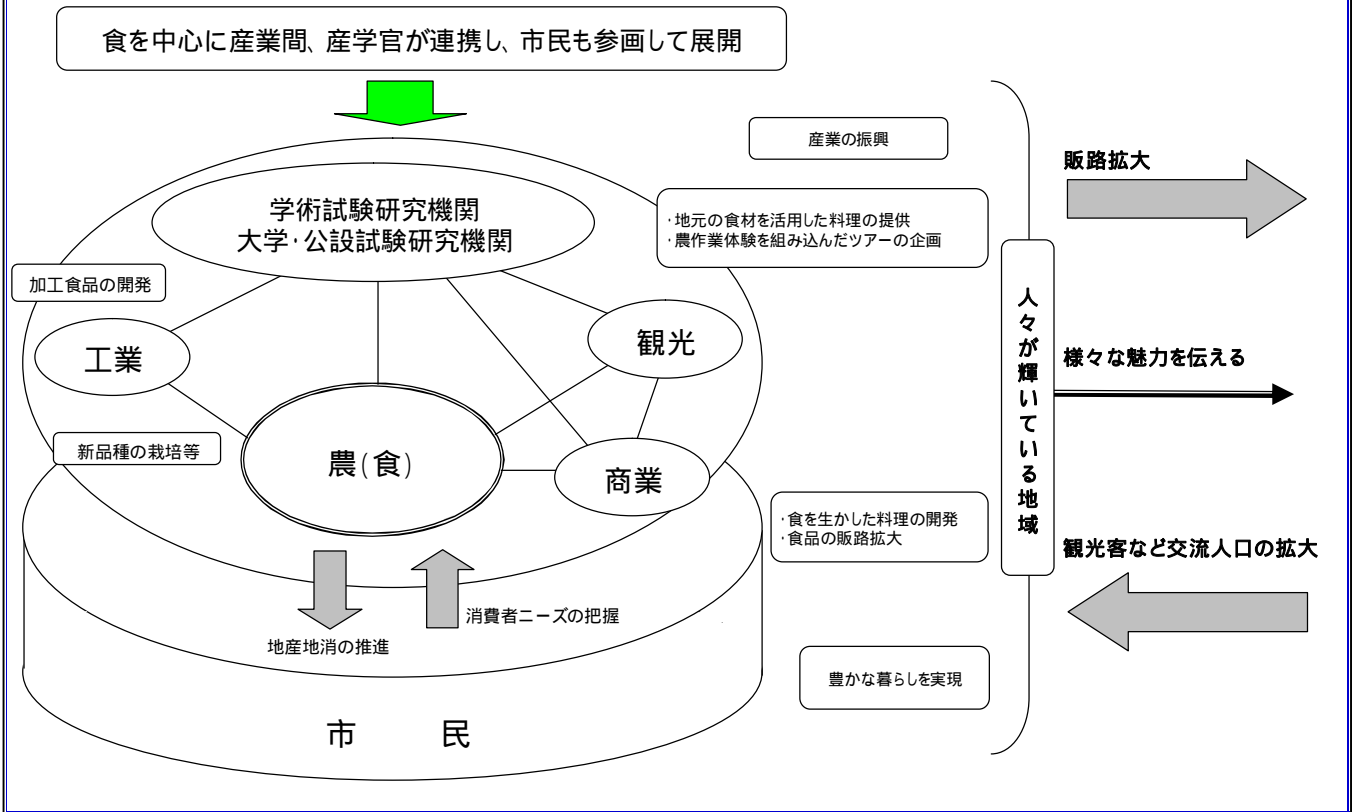 食を中心に産業間、産学官が連携し、市民も参画して展開
産業の振興
販路拡大
学術試験研究機関
大学・公設試験研究機関
・地元の食材を活用した料理の提供
・農作業体験を組み込んだツアーの企画
加工食品の開発
工業
観光
人々が輝いている地域
様々な魅力を伝える
新品種の栽培等
農(食)
商業
・食を生かした料理の開発
・食品の販路拡大
観光客など交流人口の拡大
消費者ニーズの把握
地産地消の推進
豊かな暮らしを実現
市 民